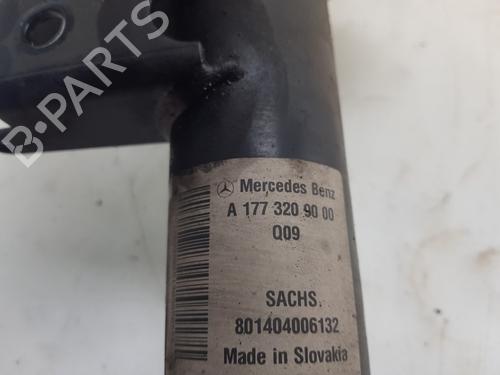 B-PARTS
Mercedes Benz
A 177 320 90 00
Q09
SACHS
801404006132
Made in Slovakia